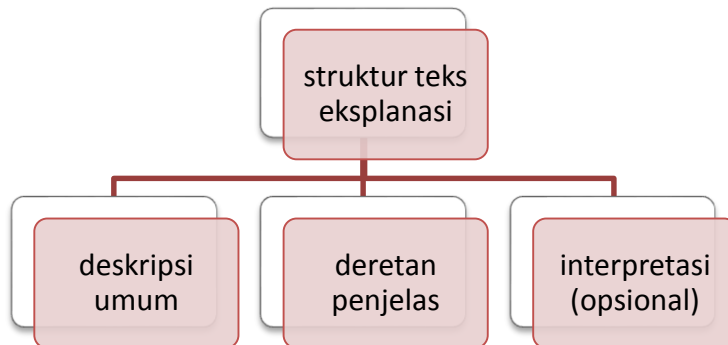 struktur teks
eksplanasi
deskripsi
umum
deretan
penjelas
interpretasi
(opsional)